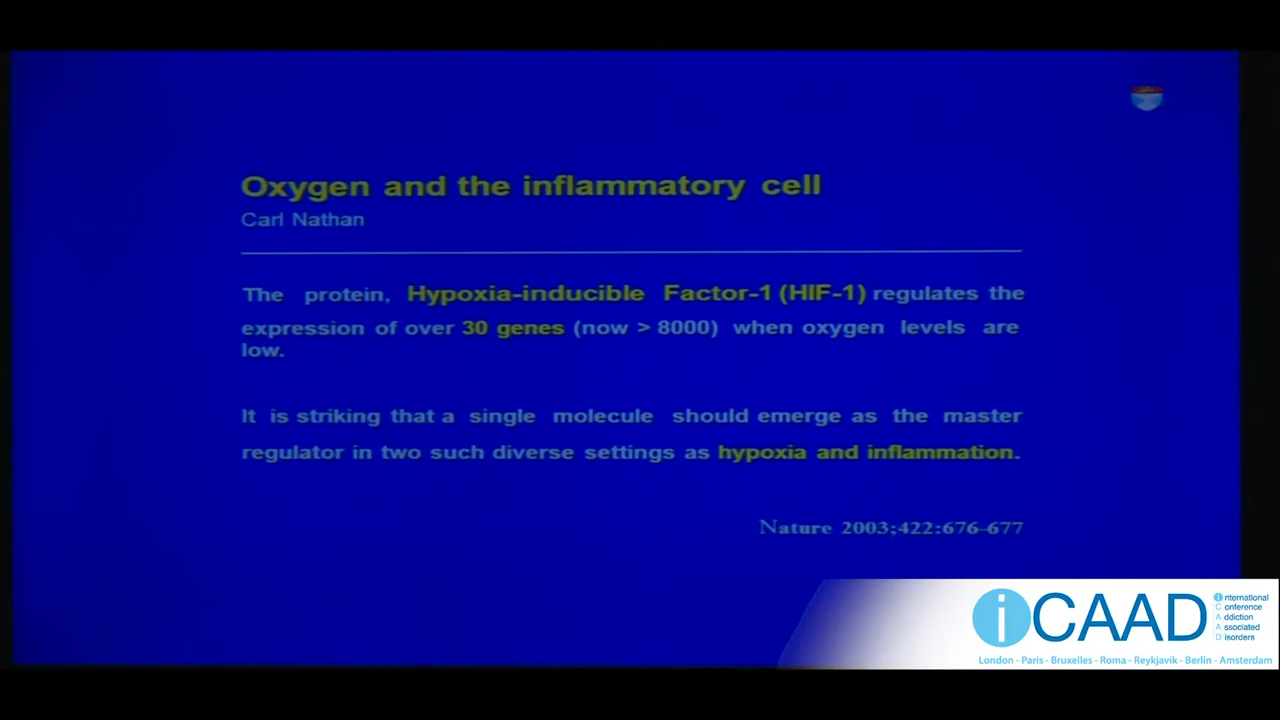 Oxygen and the inflammatory cell
Carl Nathan
The protein, Hypoxia-inducible Factor-1 (HIF-1) regulates the
expression of over 30 genes (now > 8000) when oxygen levels are
low.
It is striking that a single molecule should emerge as the master
regulator in two such diverse settings as hypoxia and inflammation.
Nature 2003;422:676-677
iCAAD
international
Conference
Addiction
Associated
Disorders
London - Paris - Bruxelles - Roma - Reykjavik - Berlin - Amsterdam